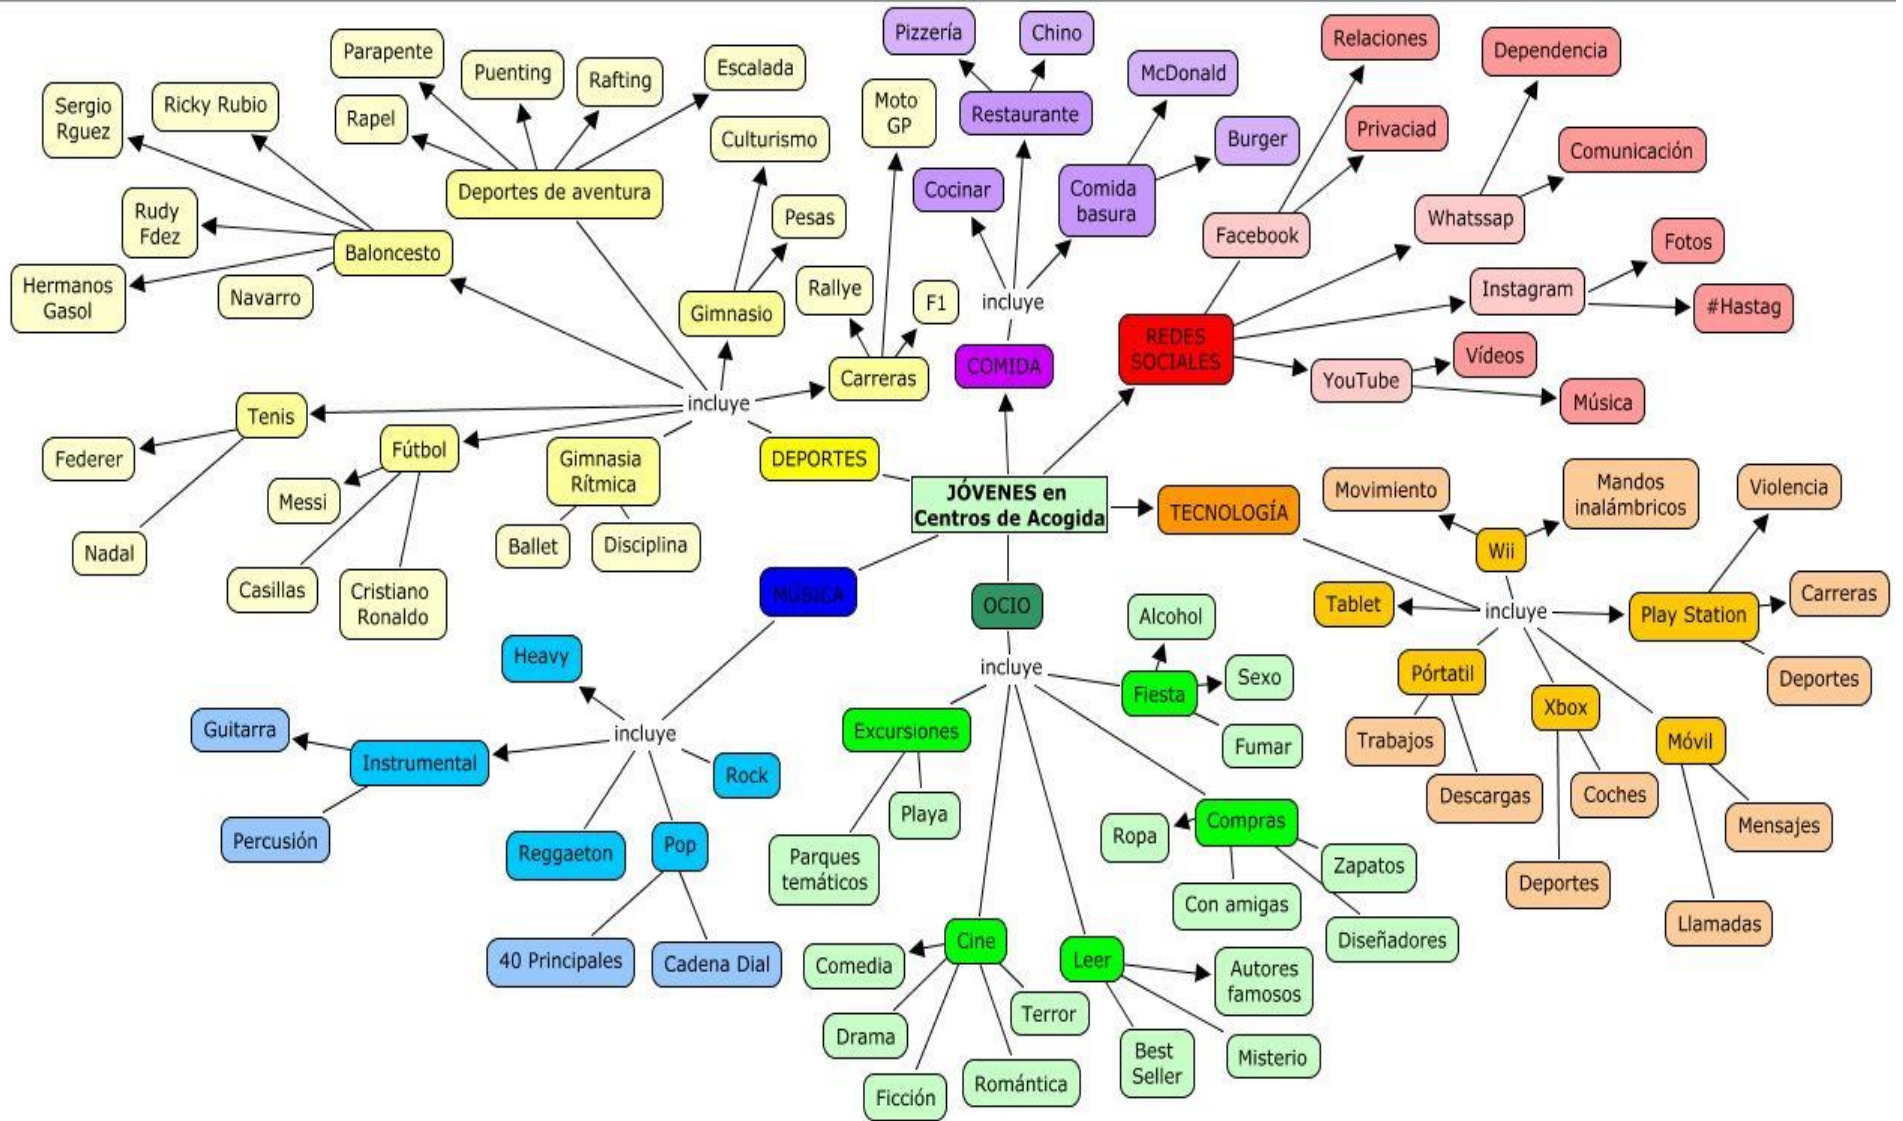 Pizzería
Chino
Relaciones
Dependencia
Parapente
Puenting
Rafting
Escalada
McDonald
Sergio
Rguez
Ricky Rubio
Rapel
Moto
GP
Restaurante
Privaciad
Culturismo
Burger
Comunicación
Deportes de aventura
Cocinar
Comida
basura
Rudy
Fdez
Pesas
Whatssap
Facebook
Fotos
Baloncesto
Hermanos
Gasol
Navarro
Rallye
F1
incluye
Instagram
#Hastag
Gimnasio
REDES
SOCIALES
Vídeos
COMIDA
Carreras
YouTube
Música
incluye
Tenis
Fútbol
Federer
Gimnasia
Rítmica
DEPORTES
Messi
JÓVENES en
Centros de Acogida
TECNOLOGÍA
Movimiento
Mandos
inalámbricos
Violencia
Nadal
Ballet
Disciplina
Wii
Casillas
Cristiano
Ronaldo
MÚSICA
OCIO
Tablet
incluye
Play Station
Carreras
Alcohol
Heavy
incluye
Fiesta
Sexo
Pórtatil
Deportes
Xbox
Guitarra
incluye
Excursiones
Fumar
Trabajos
Móvil
Instrumental
Rock
Descargas
Coches
Percusión
Reggaeton
Pop
Playa
Ropa
Compras
Mensajes
Parques
temáticos
Zapatos
Deportes
Con amigas
Llamadas
40 Principales
Cadena Dial
Comedia
Cine
Leer
Diseñadores
Autores
famosos
Drama
Terror
Best
Seller
Misterio
Ficción
Romántica